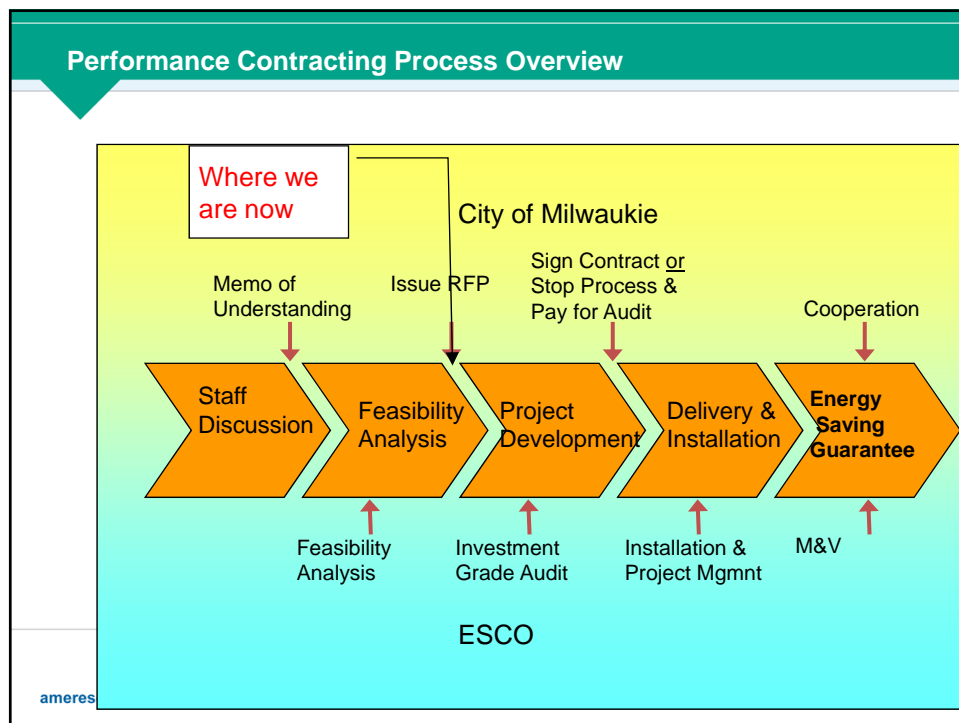 Performance Contracting Process Overview
Where we
are now
City of Milwaukie
Memo of
Understanding
Issue RFP
Sign Contract or
Stop Process &
Pay for Audit
Cooperation
Staff
Discussion
Feasibility
Analysis
Project
Development
Delivery &
Installation
Energy
Saving
Guarantee
Feasibility
Analysis
Investment
Grade Audit
Installation &
Project Mgmnt
M&V
ESCO
ameres